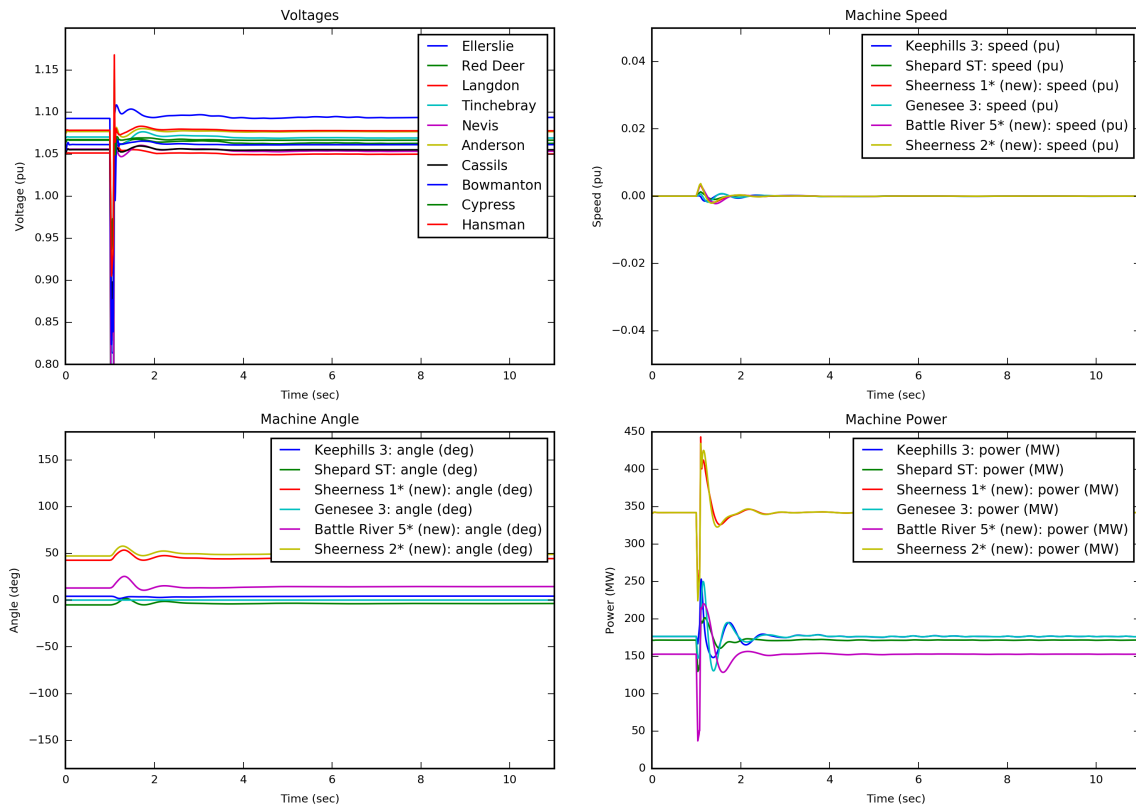 Voltages
Voltage (pu)
1.15
1.10
1.05
1.00
0.95
0.90
0.85
0.80
0
2
4
6
8
10
Time (sec)
Ellerslie
Red Deer
Langdon
Tinchebray
Nevis
Anderson
Cassils
Bowmanton
Cypress
Hansman
Machine Speed
Speed (pu)
0.04
0.02
0.00
−0.02
−0.04
0
2
4
6
8
10
Time (sec)
Keephills 3: speed (pu)
Shepard ST: speed (pu)
Sheerness 1* (new): speed (pu)
Genesee 3: speed (pu)
Battle River 5* (new): speed (pu)
Sheerness 2* (new): speed (pu)
Machine Angle
Angle (deg)
150
100
50
0
−50
−100
−150
0
2
4
6
8
10
Time (sec)
Keephills 3: angle (deg)
Shepard ST: angle (deg)
Sheerness 1* (new): angle (deg)
Genesee 3: angle (deg)
Battle River 5* (new): angle (deg)
Sheerness 2* (new): angle (deg)
Machine Power
Power (MW)
450
400
350
300
250
200
150
100
50
0
0
2
4
6
8
10
Time (sec)
Keephills 3: power (MW)
Shepard ST: power (MW)
Sheerness 1* (new): power (MW)
Genesee 3: power (MW)
Battle River 5* (new): power (MW)
Sheerness 2* (new): power (MW)